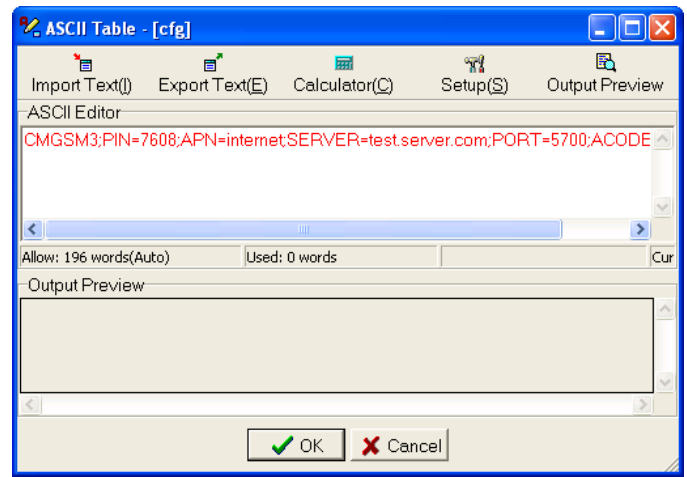 ASCII Table - [cfg]
Import Text(I) Export Text(E) Calculator(C) Setup(S) Output Preview
ASCII Editor
CMGSM3;PIN=7608;APN=internet;SERVER=test.server.com;PORT=5700;ACODE
Allow: 196 words(Auto) Used: 0 words Cur
Output Preview
OK Cancel